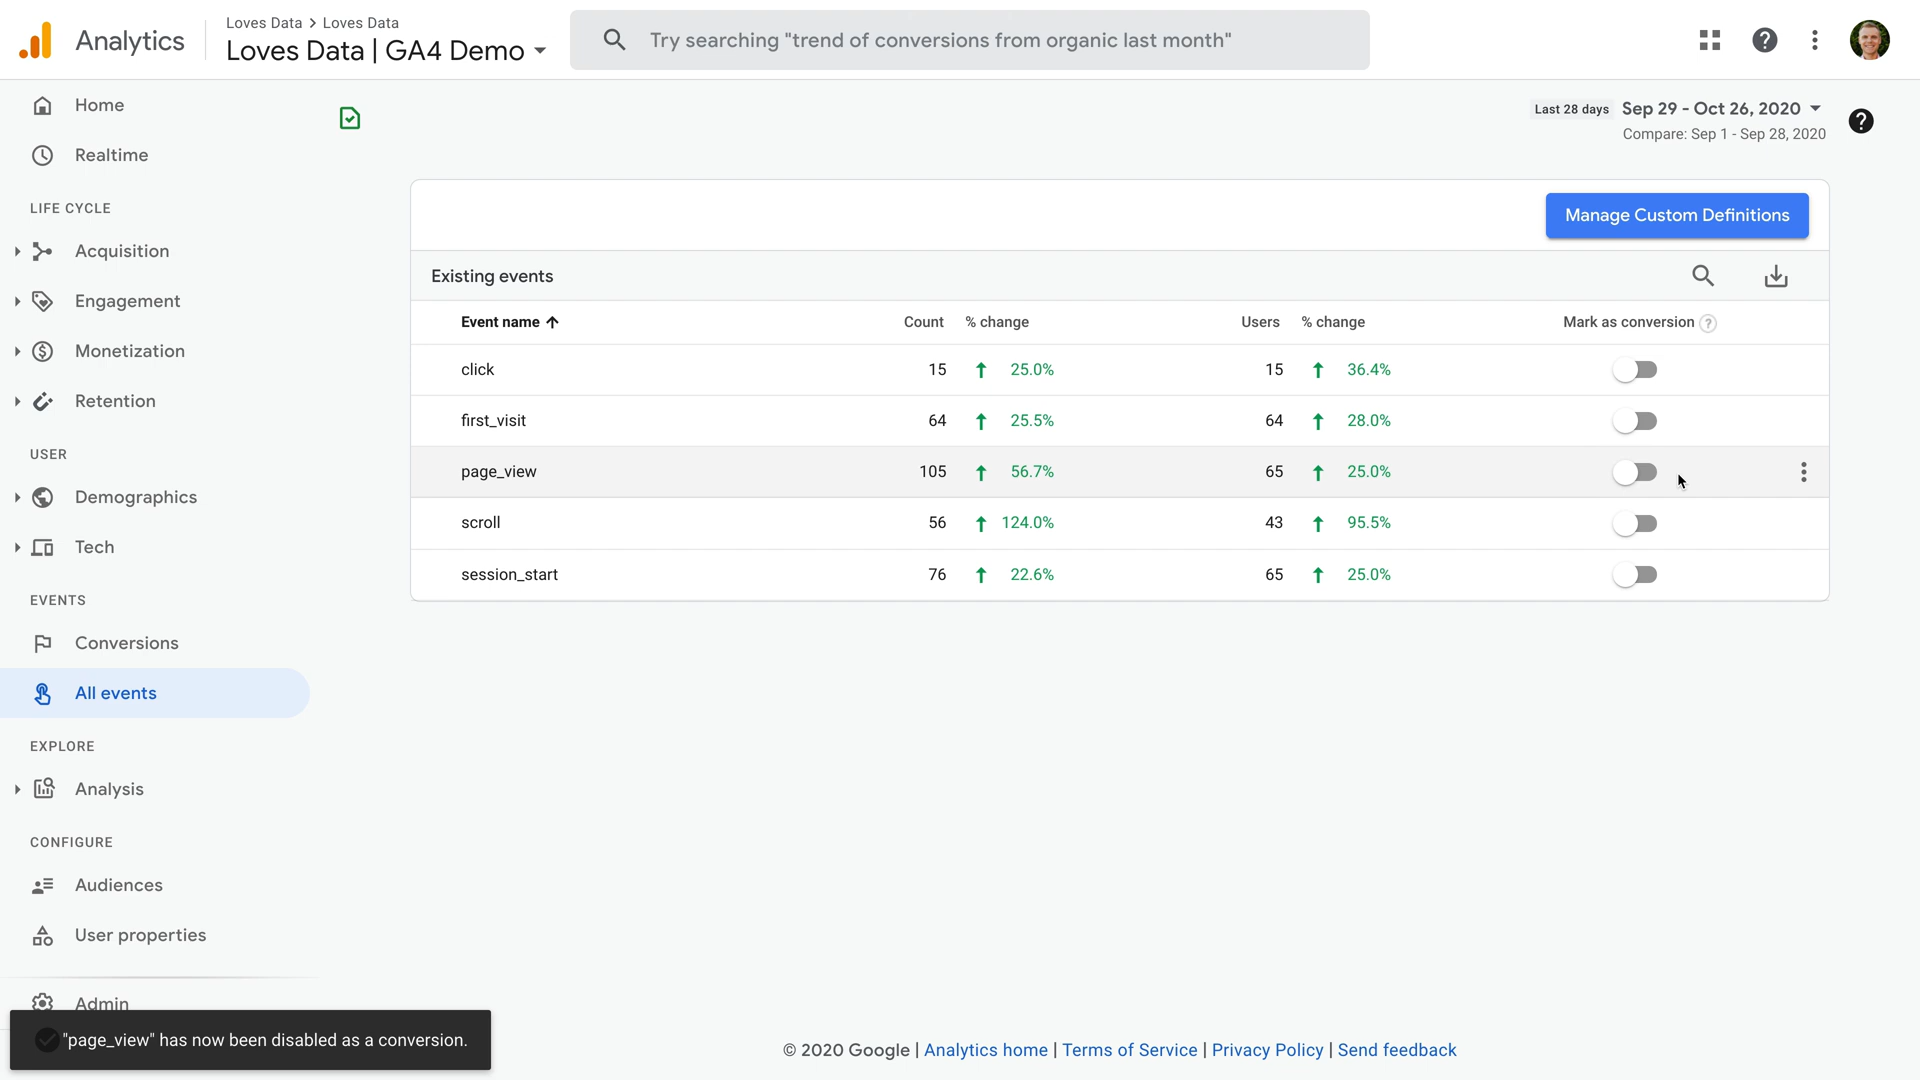 Analytics
Loves Data > Loves Data
Loves Data | GA4 Demo
Try searching "trend of conversions from organic last month"
Home
Realtime
LIFE CYCLE
Acquisition
Engagement
Monetization
Retention
USER
Demographics
Tech
EVENTS
Conversions
All events
EXPLORE
Analysis
CONFIGURE
Audiences
User properties
Admin
Last 28 days Sep 29 - Oct 26, 2020
Compare: Sep 1 - Sep 28, 2020
Manage Custom Definitions
Existing events
Event name Count % change Users % change Mark as conversion ?
click 15 25.0% 15 36.4%
first_visit 64 25.5% 64 28.0%
page_view 105 56.7% 65 25.0%
scroll 56 124.0% 43 95.5%
session_start 76 22.6% 65 25.0%
"page_view" has now been disabled as a conversion.
© 2020 Google | Analytics home | Terms of Service | Privacy Policy | Send feedback